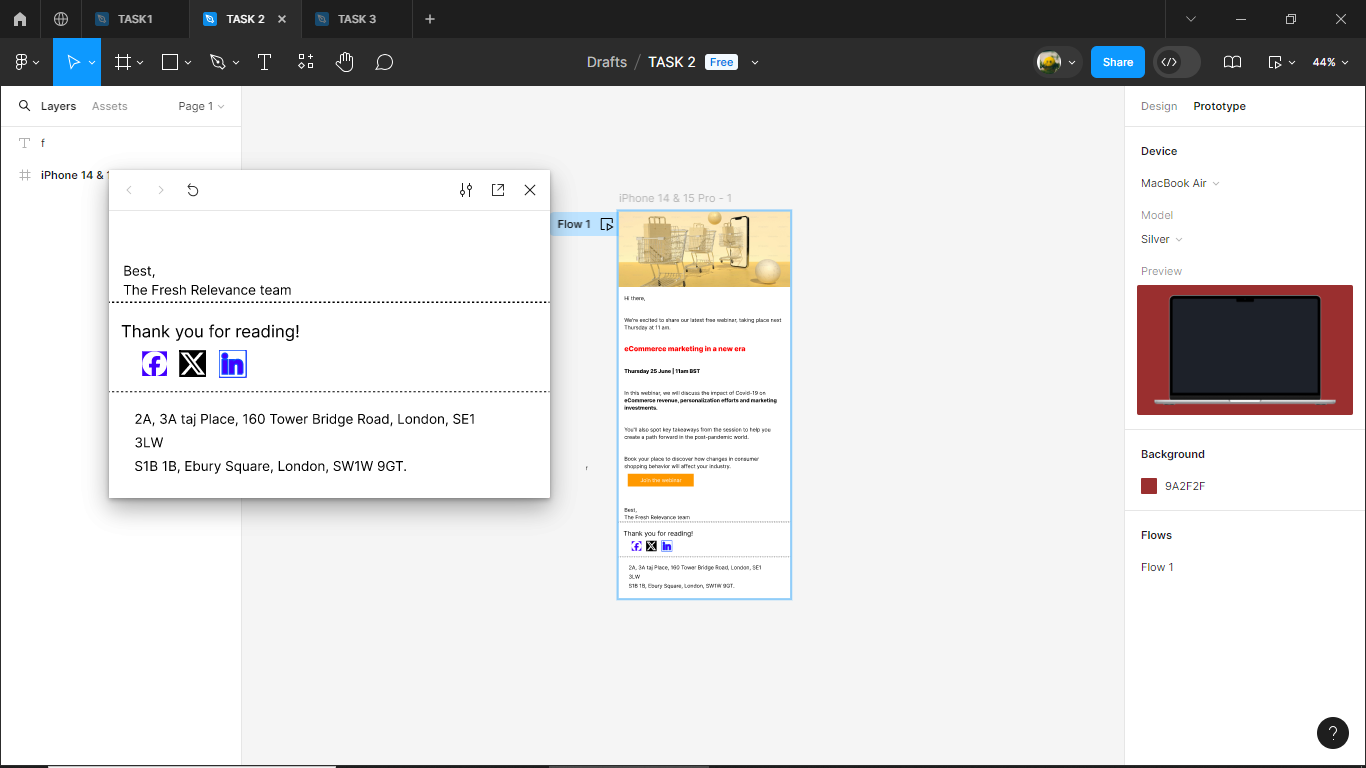 TASK1
TASK 2
TASK 3
Drafts / TASK 2 Free
Share
44%
Layers
Assets
Page 1
f
iPhone 14 &
Best,
The Fresh Relevance team
Thank you for reading!
2A, 3A taj Place, 160 Tower Bridge Road, London, SE1
3LW
S1B 1B, Ebury Square, London, SW1W 9GT.
iPhone 14 & 15 Pro - 1
Flow 1
Hi there,
We're excited to share our latest free webinar, taking place next
Thursday at 11 am.
eCommerce marketing in a new era
Thursday 25 June | 11am BST
In this webinar, we will discuss the impact of Covid-19 on
eCommerce revenue, personalization efforts and marketing
investments.
You'll also spot key takeaways from the session to help you
create a path forward in the post-pandemic world.
Book your place to discover how changes in consumer
shopping behavior will affect your industry.
Join the webinar
Best,
The Fresh Relevance team
Thank you for reading!
2A, 3A taj Place, 160 Tower Bridge Road, London, SE1
3LW
S1B 1B, Ebury Square, London, SW1W 9GT.
Design
Prototype
Device
MacBook Air
Model
Silver
Preview
Background
9A2F2F
Flows
Flow 1
?